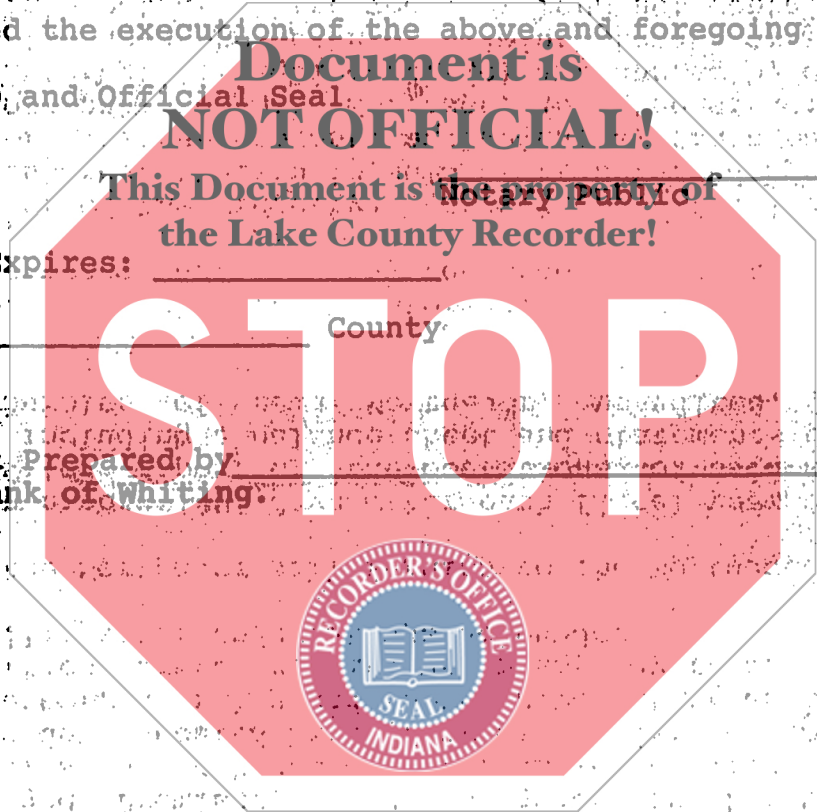 d the execution of the above and foregoing
Document is
and Official Seal
NOT OFFICIAL!
This Document is the property of
Notary Public
the Lake County Recorder!
xpires:
County
STOP
Prepared by
nk of Whiting.
RECORDER'S OFFICE
SEAL
INDIANA